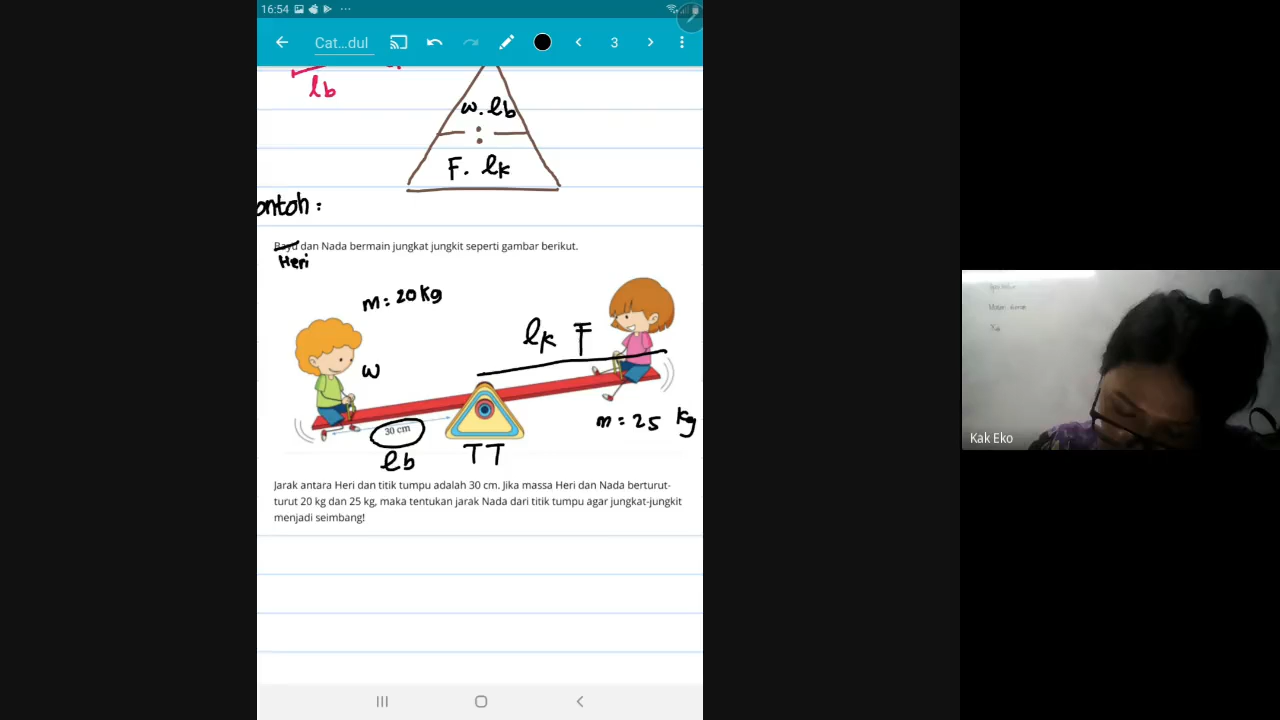 16:54
Cat...dul
3
lb
w. lb
:
F. lk
ontoh :
Bayu dan Nada bermain jungkat jungkit seperti gambar berikut.
Heri
m = 20 kg
lk F
w
30 cm
m = 25 kg
lb
TT
Jarak antara Heri dan titik tumpu adalah 30 cm. Jika massa Heri dan Nada berturut-
turut 20 kg dan 25 kg, maka tentukan jarak Nada dari titik tumpu agar jungkat-jungkit
menjadi seimbang!
Kak Eko